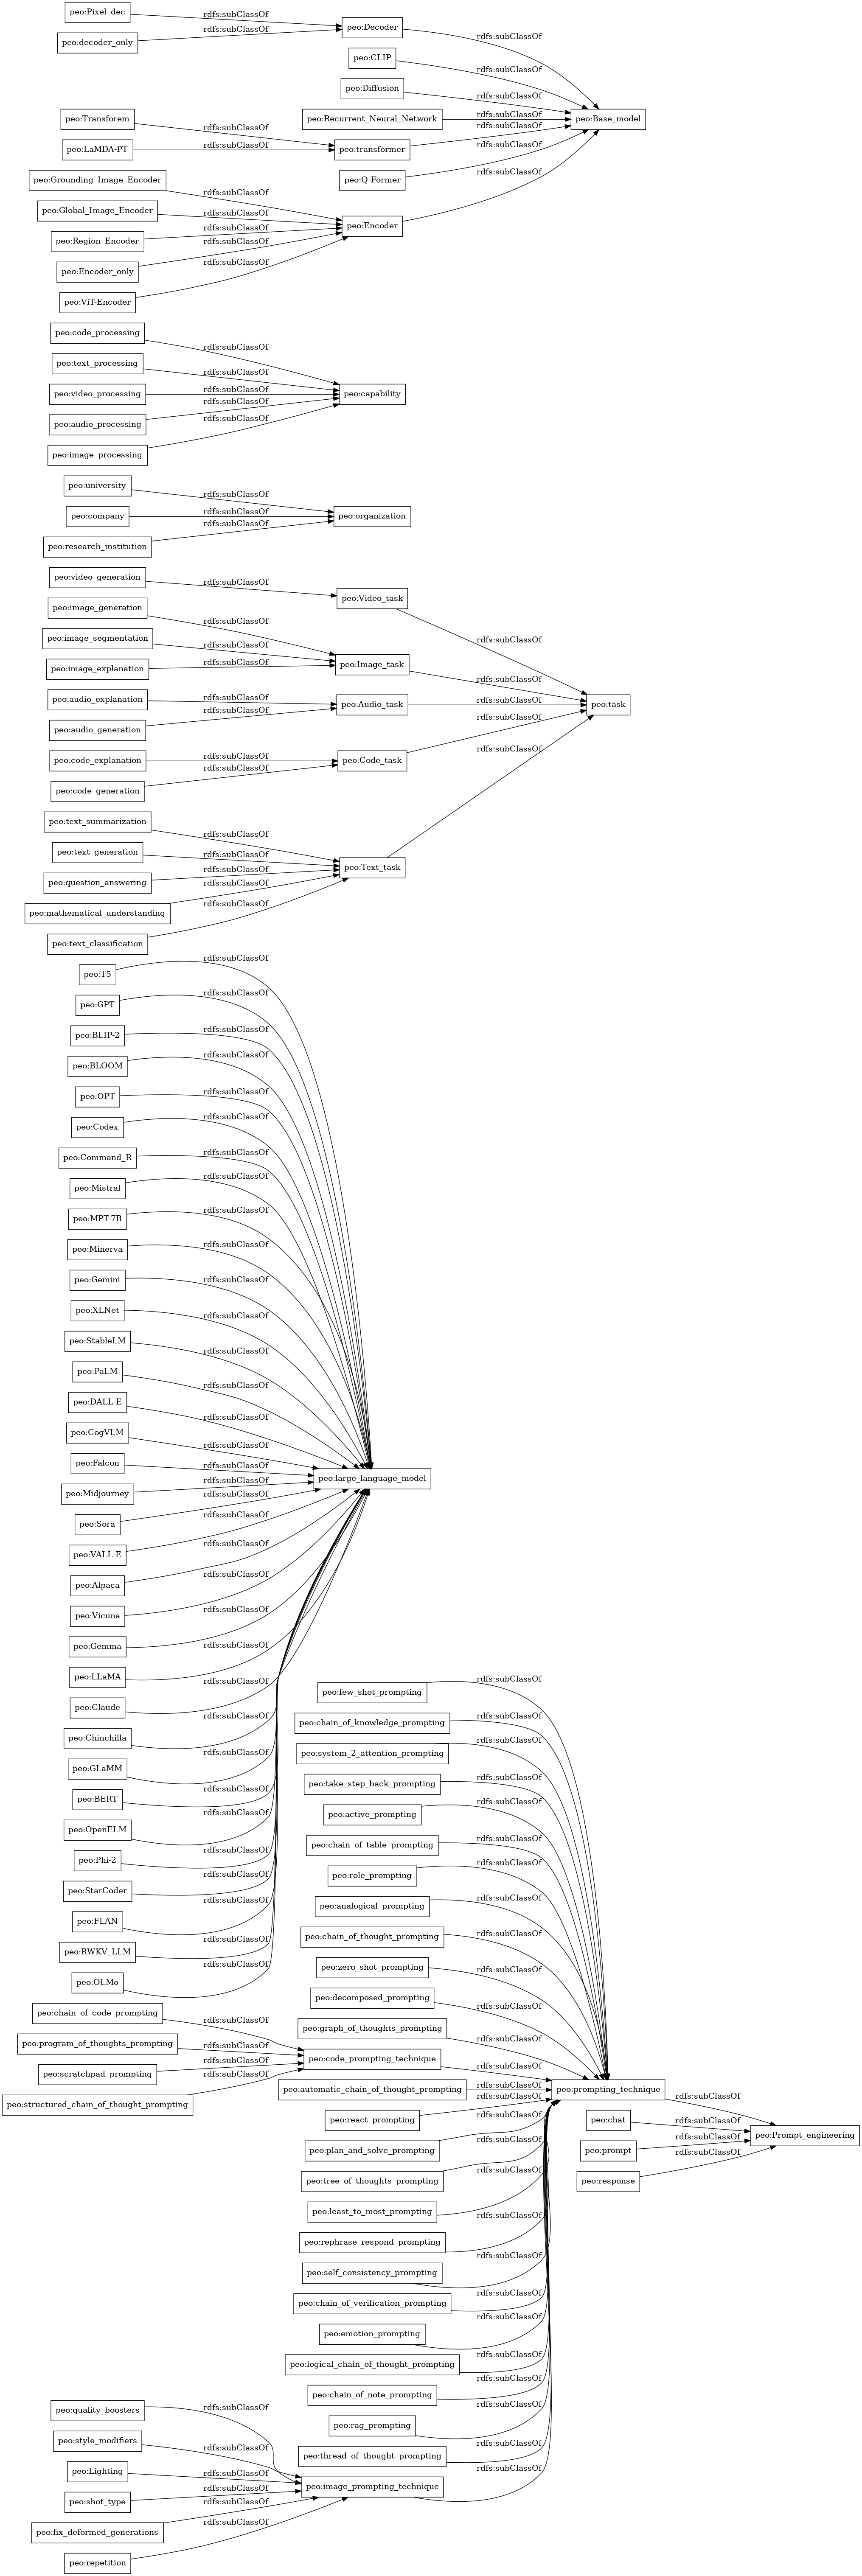 peo:Pixel_dec
rdfs:subClassOf
peo:Decoder
peo:decoder_only
rdfs:subClassOf
rdfs:subClassOf
peo:CLIP
rdfs:subClassOf
peo:Diffusion
rdfs:subClassOf
peo:Transforem
rdfs:subClassOf
peo:Recurrent_Neural_Network
rdfs:subClassOf
peo:Base_model
peo:LaMDA-PT
rdfs:subClassOf
peo:transformer
rdfs:subClassOf
peo:Grounding_Image_Encoder
rdfs:subClassOf
peo:Q-Former
rdfs:subClassOf
peo:Global_Image_Encoder
rdfs:subClassOf
peo:Encoder
rdfs:subClassOf
peo:Region_Encoder
rdfs:subClassOf
peo:Encoder_only
rdfs:subClassOf
peo:ViT-Encoder
rdfs:subClassOf
peo:code_processing
rdfs:subClassOf
peo:text_processing
rdfs:subClassOf
peo:video_processing
rdfs:subClassOf
peo:capability
peo:audio_processing
rdfs:subClassOf
peo:image_processing
rdfs:subClassOf
peo:university
rdfs:subClassOf
peo:company
rdfs:subClassOf
peo:organization
peo:research_institution
rdfs:subClassOf
peo:video_generation
rdfs:subClassOf
peo:Video_task
rdfs:subClassOf
peo:image_generation
rdfs:subClassOf
peo:image_segmentation
rdfs:subClassOf
peo:image_explanation
rdfs:subClassOf
peo:Image_task
rdfs:subClassOf
peo:audio_explanation
rdfs:subClassOf
peo:Audio_task
rdfs:subClassOf
peo:task
peo:audio_generation
rdfs:subClassOf
peo:code_explanation
rdfs:subClassOf
peo:Code_task
rdfs:subClassOf
peo:code_generation
rdfs:subClassOf
peo:text_summarization
rdfs:subClassOf
peo:text_generation
rdfs:subClassOf
peo:Text_task
rdfs:subClassOf
peo:question_answering
rdfs:subClassOf
peo:mathematical_understanding
rdfs:subClassOf
peo:text_classification
rdfs:subClassOf
peo:T5
rdfs:subClassOf
peo:GPT
rdfs:subClassOf
peo:BLIP-2
rdfs:subClassOf
peo:BLOOM
rdfs:subClassOf
peo:OPT
rdfs:subClassOf
peo:Codex
rdfs:subClassOf
peo:Command_R
rdfs:subClassOf
peo:Mistral
rdfs:subClassOf
peo:MPT-7B
rdfs:subClassOf
peo:Minerva
rdfs:subClassOf
peo:Gemini
rdfs:subClassOf
peo:XLNet
rdfs:subClassOf
peo:StableLM
rdfs:subClassOf
peo:PaLM
rdfs:subClassOf
peo:DALL-E
rdfs:subClassOf
peo:CogVLM
rdfs:subClassOf
peo:Falcon
rdfs:subClassOf
peo:large_language_model
peo:Midjourney
rdfs:subClassOf
peo:Sora
rdfs:subClassOf
peo:VALL-E
rdfs:subClassOf
peo:Alpaca
rdfs:subClassOf
peo:Vicuna
rdfs:subClassOf
peo:Gemma
rdfs:subClassOf
peo:LLaMA
rdfs:subClassOf
peo:Claude
rdfs:subClassOf
peo:few_shot_prompting
rdfs:subClassOf
peo:Chinchilla
rdfs:subClassOf
peo:chain_of_knowledge_prompting
rdfs:subClassOf
peo:GLaMM
rdfs:subClassOf
peo:system_2_attention_prompting
rdfs:subClassOf
peo:BERT
rdfs:subClassOf
peo:take_step_back_prompting
rdfs:subClassOf
peo:OpenELM
rdfs:subClassOf
peo:active_prompting
rdfs:subClassOf
peo:Phi-2
rdfs:subClassOf
peo:chain_of_table_prompting
rdfs:subClassOf
peo:StarCoder
rdfs:subClassOf
peo:role_prompting
rdfs:subClassOf
peo:FLAN
rdfs:subClassOf
peo:analogical_prompting
rdfs:subClassOf
peo:RWKV_LLM
rdfs:subClassOf
peo:chain_of_thought_prompting
rdfs:subClassOf
peo:OLMo
rdfs:subClassOf
peo:zero_shot_prompting
rdfs:subClassOf
peo:chain_of_code_prompting
rdfs:subClassOf
peo:decomposed_prompting
rdfs:subClassOf
peo:program_of_thoughts_prompting
rdfs:subClassOf
peo:graph_of_thoughts_prompting
rdfs:subClassOf
peo:scratchpad_prompting
rdfs:subClassOf
peo:code_prompting_technique
rdfs:subClassOf
peo:structured_chain_of_thought_prompting
rdfs:subClassOf
peo:automatic_chain_of_thought_prompting
rdfs:subClassOf
peo:prompting_technique
rdfs:subClassOf
peo:react_prompting
rdfs:subClassOf
peo:chat
rdfs:subClassOf
peo:Prompt_engineering
peo:plan_and_solve_prompting
rdfs:subClassOf
peo:prompt
rdfs:subClassOf
peo:tree_of_thoughts_prompting
rdfs:subClassOf
peo:response
rdfs:subClassOf
peo:least_to_most_prompting
rdfs:subClassOf
peo:rephrase_respond_prompting
rdfs:subClassOf
peo:self_consistency_prompting
rdfs:subClassOf
peo:chain_of_verification_prompting
rdfs:subClassOf
peo:emotion_prompting
rdfs:subClassOf
peo:logical_chain_of_thought_prompting
rdfs:subClassOf
peo:chain_of_note_prompting
rdfs:subClassOf
peo:quality_boosters
rdfs:subClassOf
peo:rag_prompting
rdfs:subClassOf
peo:style_modifiers
rdfs:subClassOf
peo:thread_of_thought_prompting
rdfs:subClassOf
peo:Lighting
rdfs:subClassOf
peo:image_prompting_technique
rdfs:subClassOf
peo:shot_type
rdfs:subClassOf
peo:fix_deformed_generations
rdfs:subClassOf
peo:repetition
rdfs:subClassOf